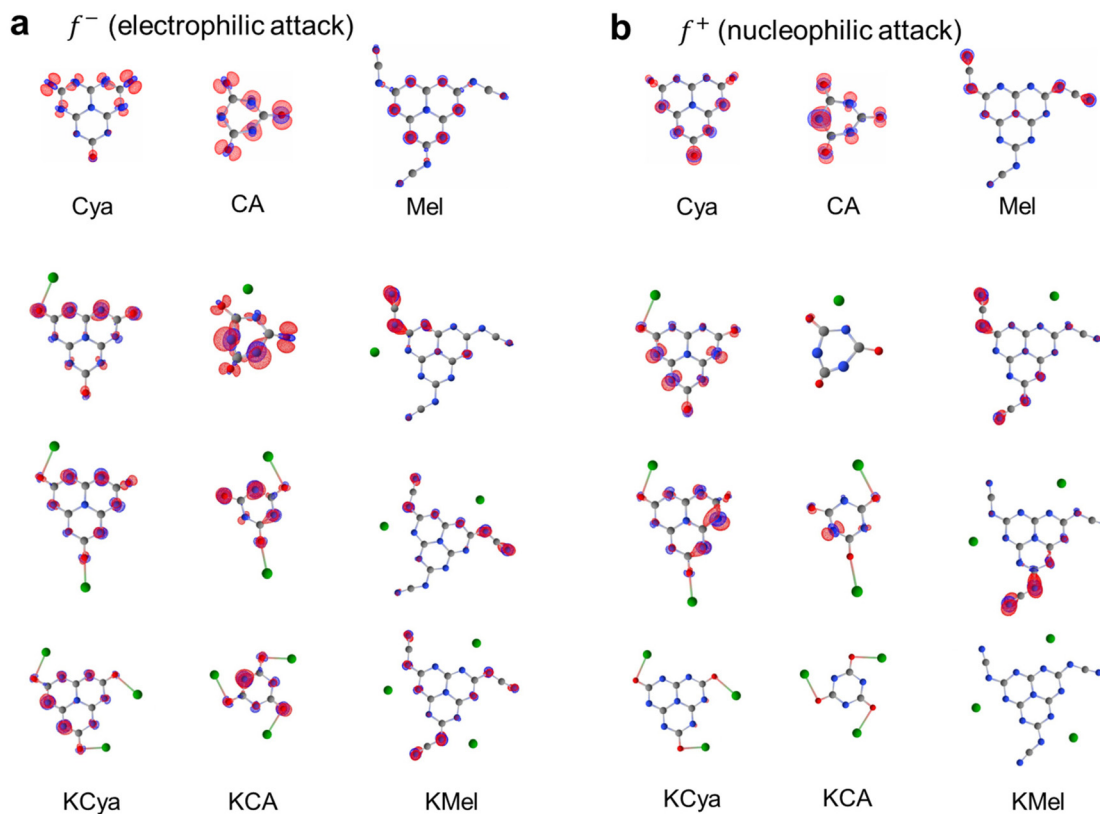 a f⁻ (electrophilic attack)
Cya CA Mel
KCya KCA KMel
b f⁺ (nucleophilic attack)
Cya CA Mel
KCya KCA KMel